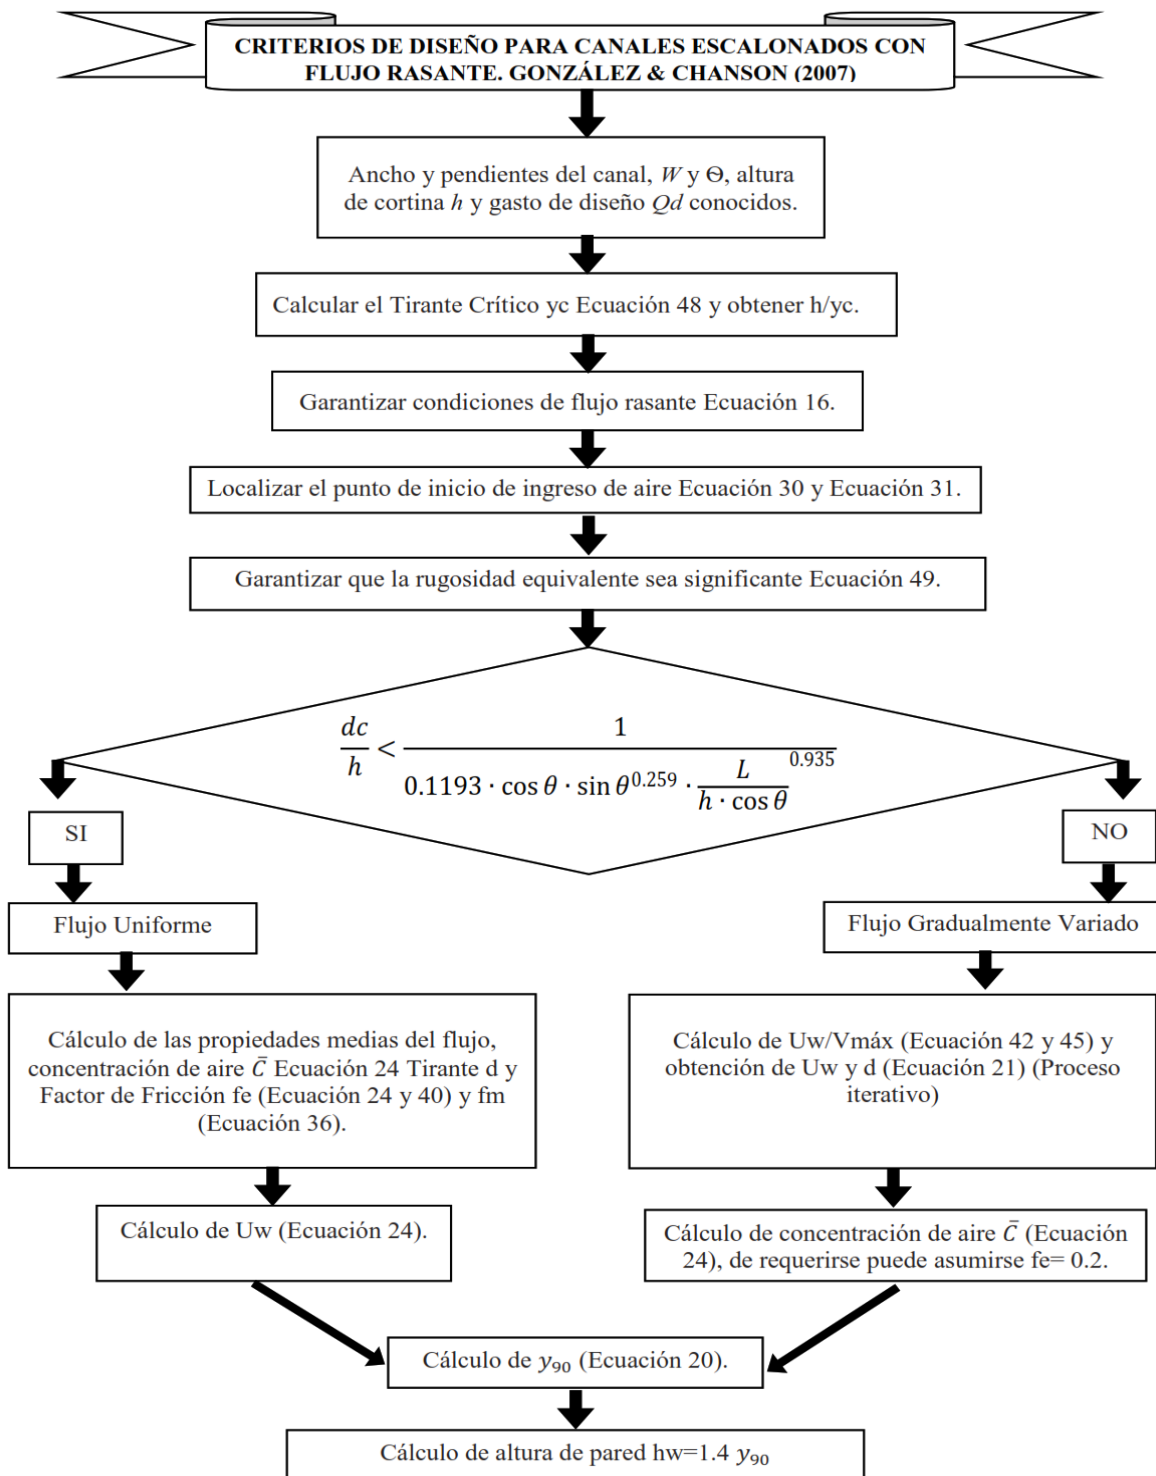 CRITERIOS DE DISEÑO PARA CANALES ESCALONADOS CON
FLUJO RASANTE. GONZÁLEZ & CHANSON (2007)
Ancho y pendientes del canal, W y Θ, altura
de cortina h y gasto de diseño Qd conocidos.
Calcular el Tirante Crítico yc Ecuación 48 y obtener h/yc.
Garantizar condiciones de flujo rasante Ecuación 16.
Localizar el punto de inicio de ingreso de aire Ecuación 30 y Ecuación 31.
Garantizar que la rugosidad equivalente sea significante Ecuación 49.
dc/h < 1/(0.1193 · cos θ · sin θ^0.259 · L/(h · cos θ)^0.935)
SI
NO
Flujo Uniforme
Flujo Gradualmente Variado
Cálculo de las propiedades medias del flujo,
concentración de aire C̄ Ecuación 24 Tirante d y
Factor de Fricción fe (Ecuación 24 y 40) y fm
(Ecuación 36).
Cálculo de Uw/Vmáx (Ecuación 42 y 45) y
obtención de Uw y d (Ecuación 21) (Proceso
iterativo)
Cálculo de Uw (Ecuación 24).
Cálculo de concentración de aire C̄ (Ecuación
24), de requerirse puede asumirse fe= 0.2.
Cálculo de y₉₀ (Ecuación 20).
Cálculo de altura de pared hw=1.4 y₉₀